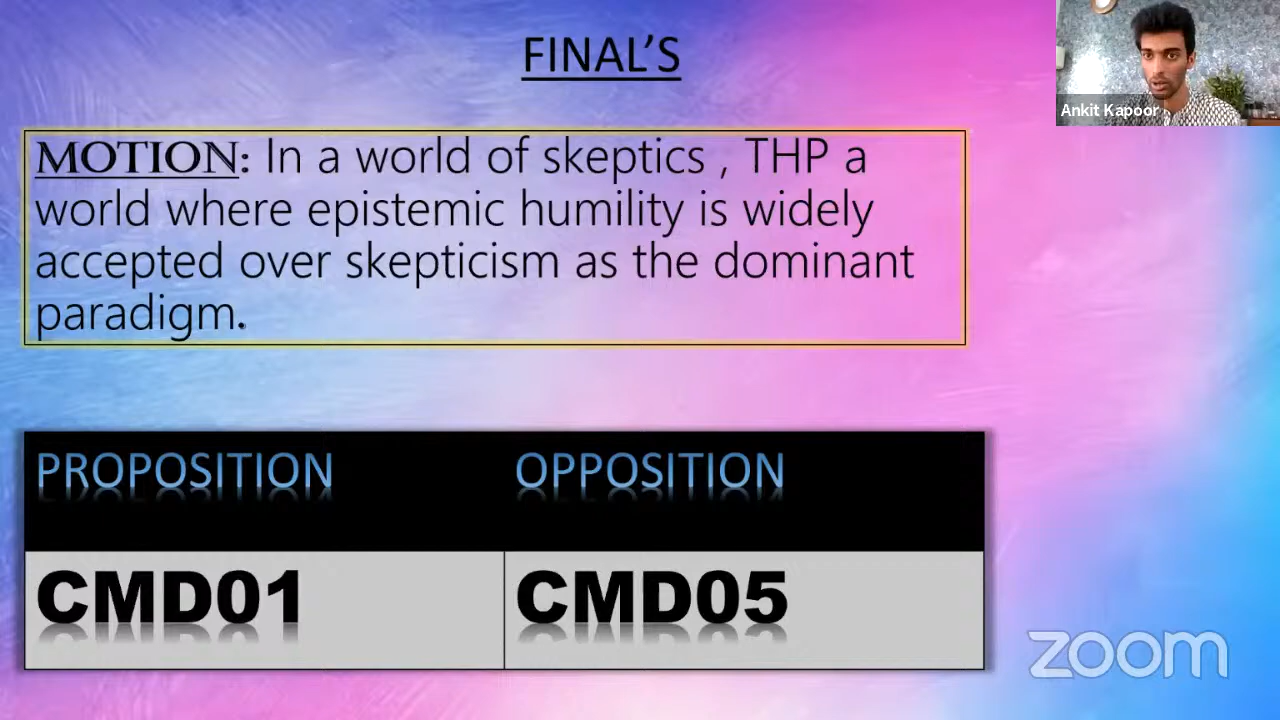 FINAL'S
Ankit Kapoor
MOTION: In a world of skeptics , THP a
world where epistemic humility is widely
accepted over skepticism as the dominant
paradigm.
PROPOSITION OPPOSITION
CMD01 CMD05
zoom